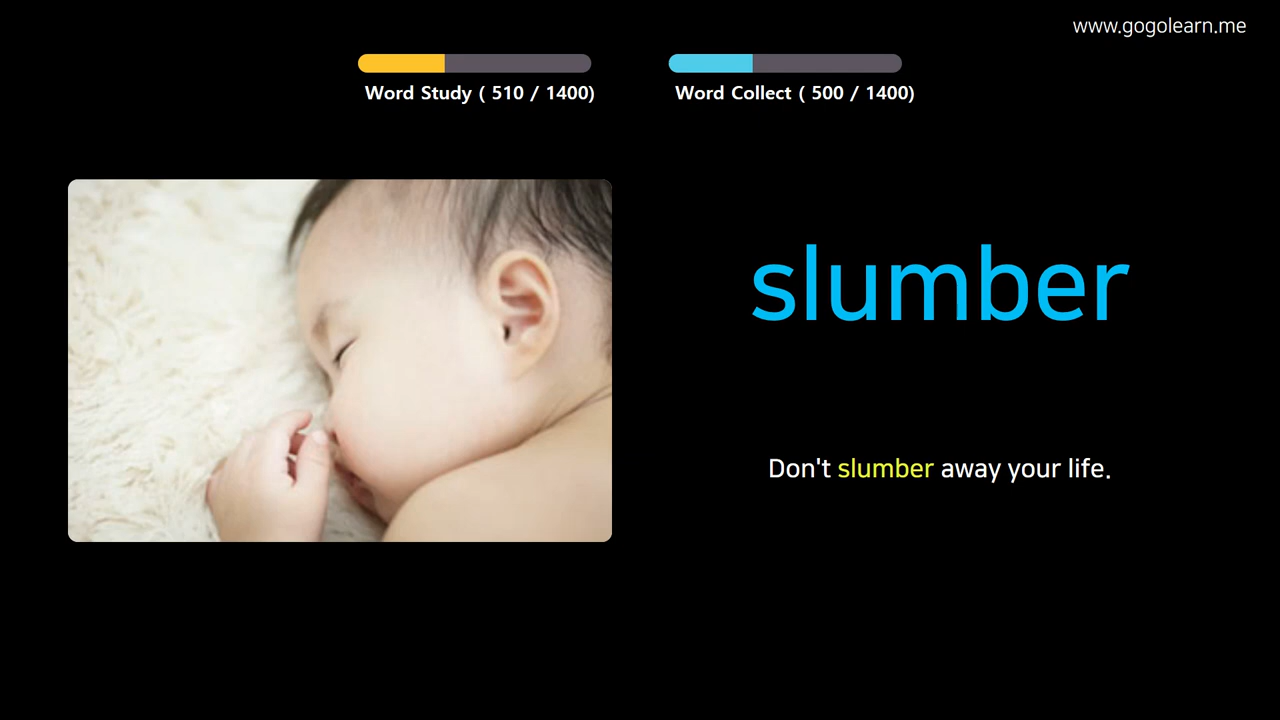 www.gogolearn.me
Word Study ( 510 / 1400)
Word Collect ( 500 / 1400)
slumber
Don't slumber away your life.